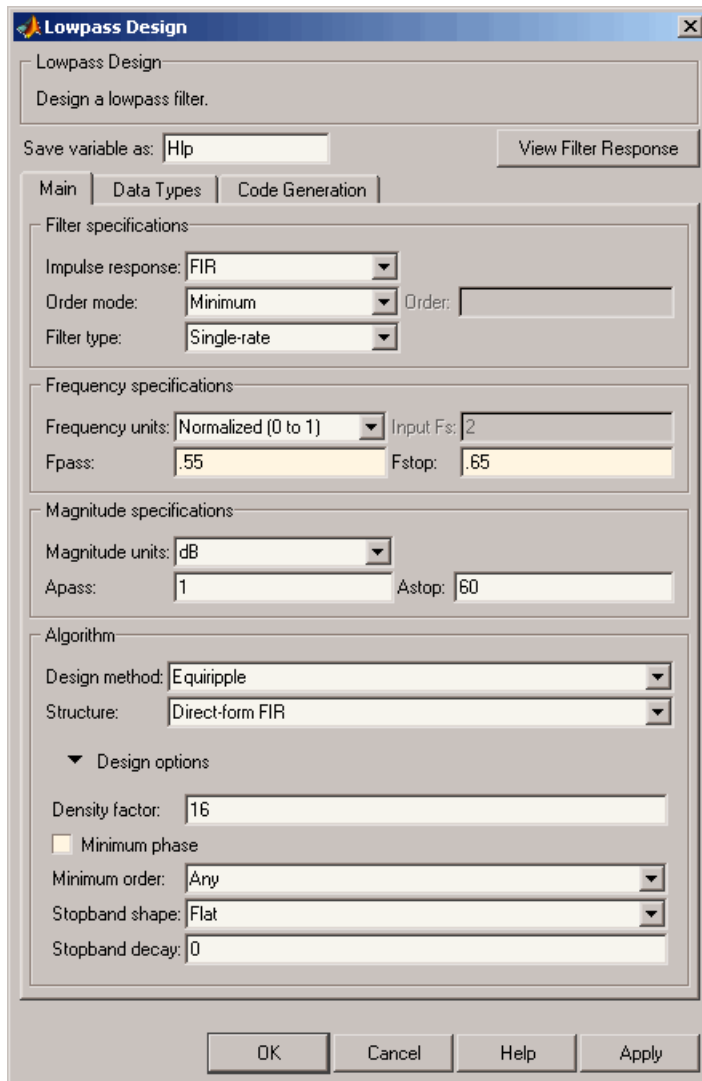 Lowpass Design
Lowpass Design
Design a lowpass filter.
Save variable as: Hlp View Filter Response
Main Data Types Code Generation
Filter specifications
Impulse response: FIR
Order mode: Minimum Order:
Filter type: Single-rate
Frequency specifications
Frequency units: Normalized (0 to 1) Input Fs: 2
Fpass: .55 Fstop: .65
Magnitude specifications
Magnitude units: dB
Apass: 1 Astop: 60
Algorithm
Design method: Equiripple
Structure: Direct-form FIR
Design options
Density factor: 16
Minimum phase
Minimum order: Any
Stopband shape: Flat
Stopband decay: 0
OK Cancel Help Apply